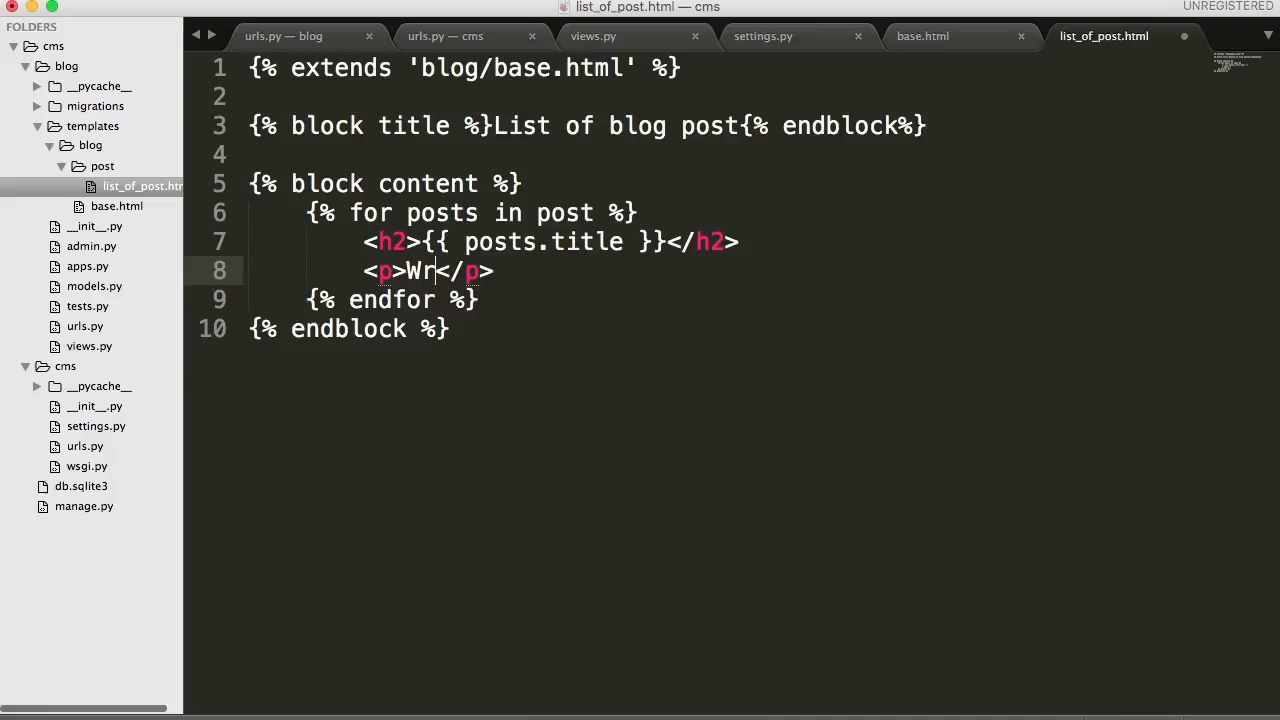 list_of_post.html — cms
UNREGISTERED
FOLDERS
cms
blog
__pycache__
migrations
templates
blog
post
list_of_post.htr
base.html
__init__.py
admin.py
apps.py
models.py
tests.py
urls.py
views.py
cms
__pycache__
__init__.py
settings.py
urls.py
wsgi.py
db.sqlite3
manage.py
urls.py — blog
urls.py — cms
views.py
settings.py
base.html
list_of_post.html
1 {% extends 'blog/base.html' %}
2
3 {% block title %}List of blog post{% endblock%}
4
5 {% block content %}
6 {% for posts in post %}
7 <h2>{{ posts.title }}</h2>
8 <p>Wr</p>
9 {% endfor %}
10 {% endblock %}